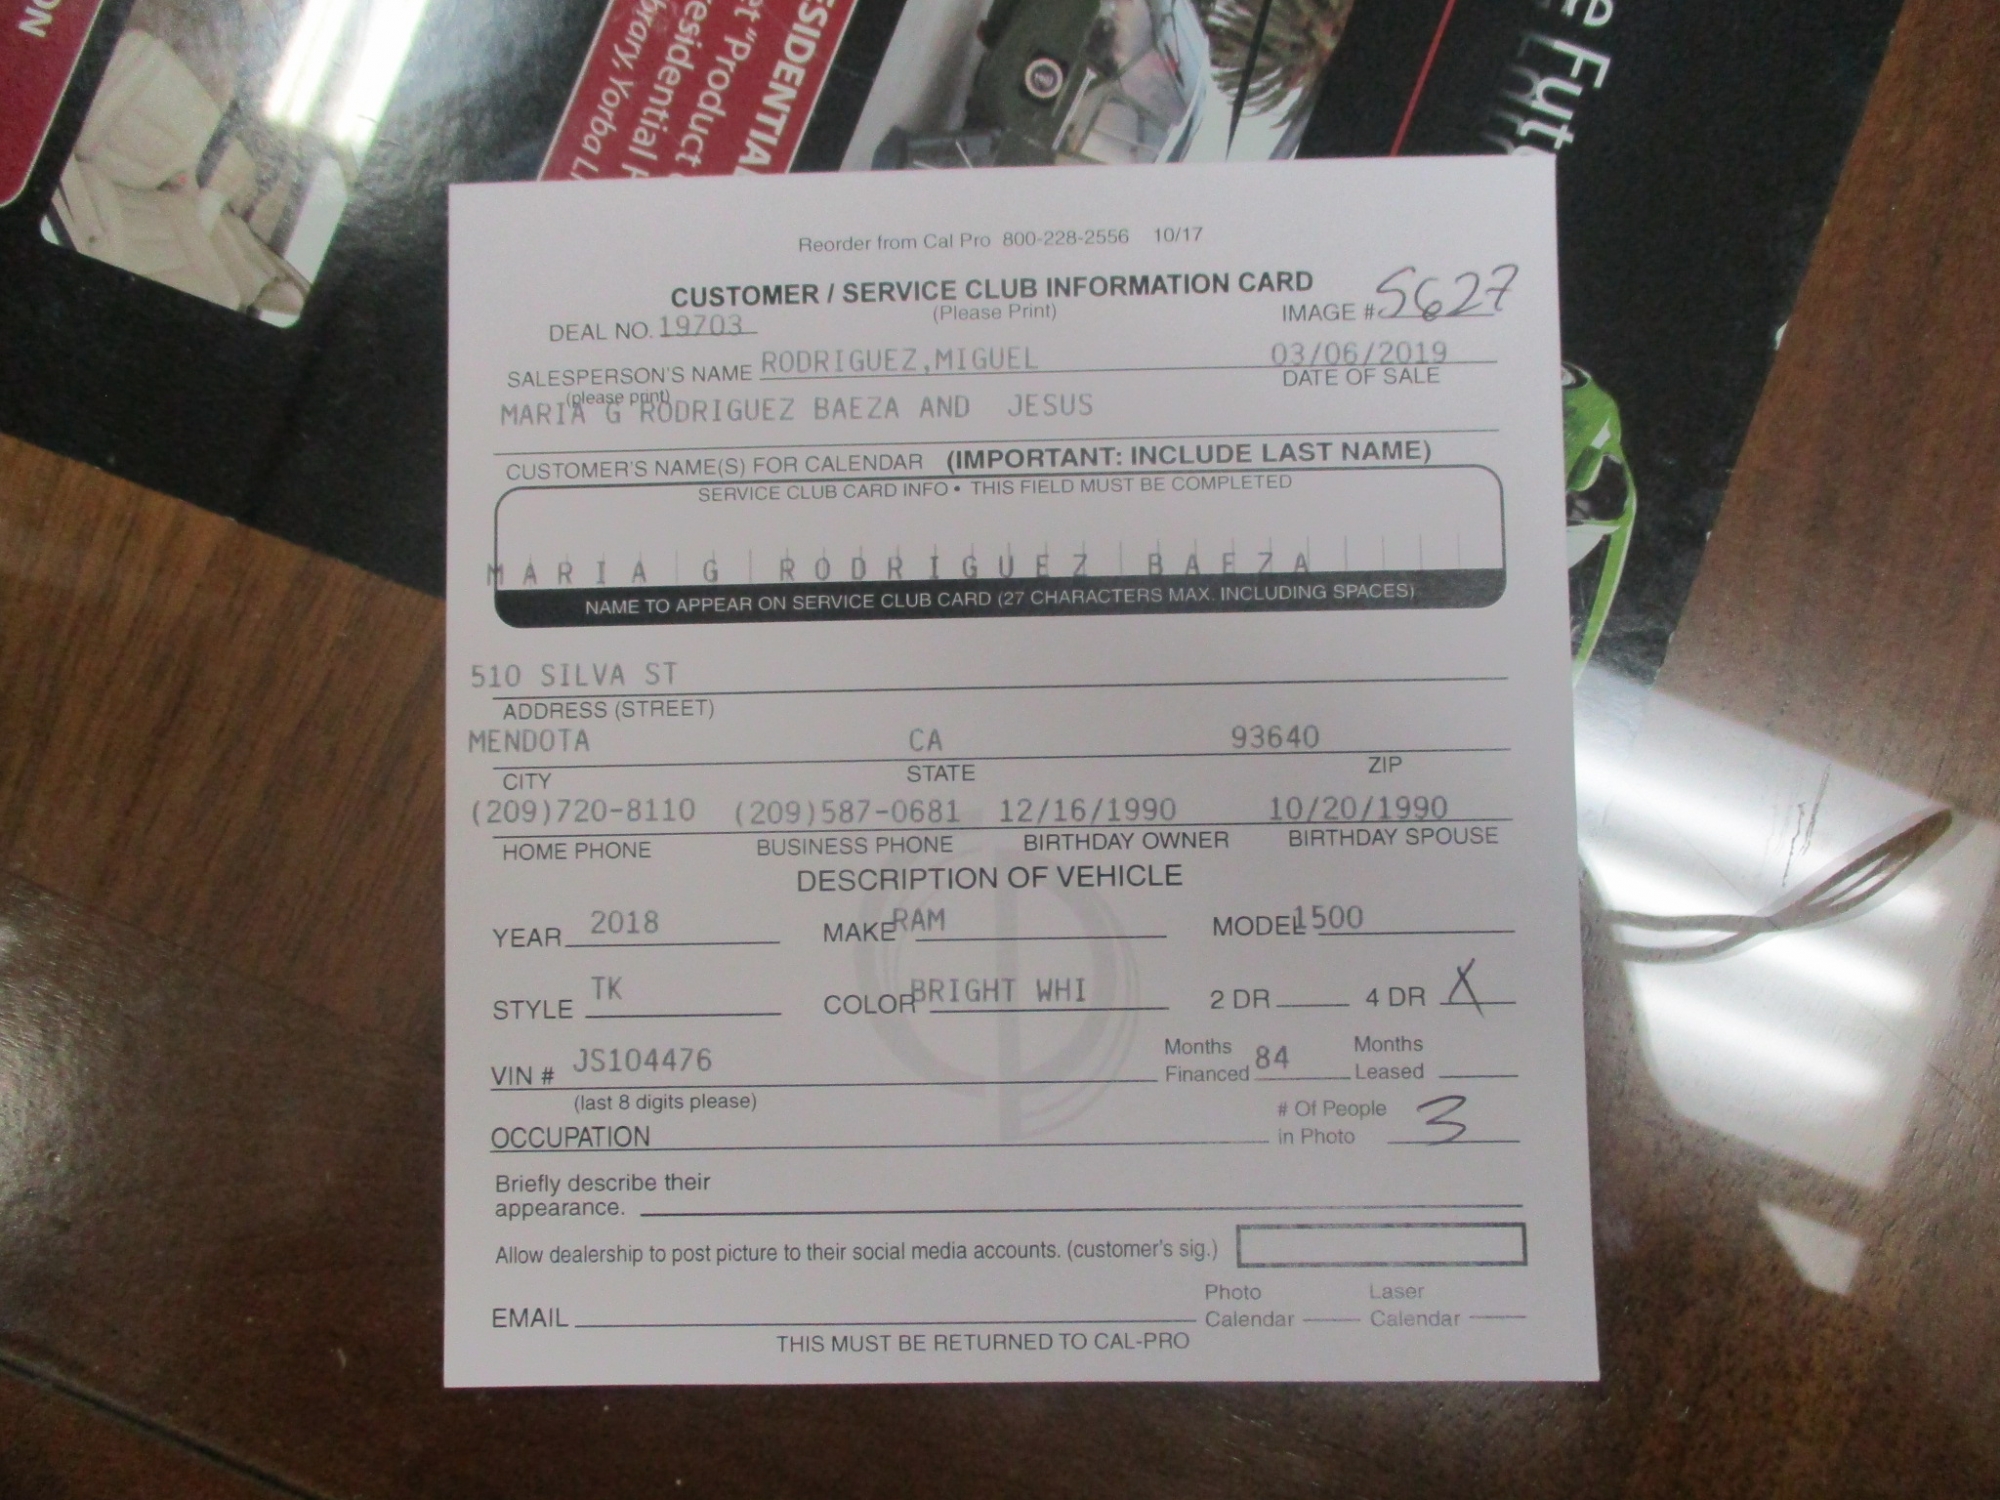 ON
ESIDENTIAL
et "Product
residential
brary, Yorba L
e Fut
Reorder from Cal Pro 800-228-2556 10/17
CUSTOMER / SERVICE CLUB INFORMATION CARD
(Please Print)
DEAL NO. 19703
IMAGE # 5627
SALESPERSON'S NAME RODRIGUEZ,MIGUEL 03/06/2019
(please print) DATE OF SALE
MARIA G RODRIGUEZ BAEZA AND JESUS
CUSTOMER'S NAME(S) FOR CALENDAR (IMPORTANT: INCLUDE LAST NAME)
SERVICE CLUB CARD INFO • THIS FIELD MUST BE COMPLETED
MARIA G RODRIGUEZ BAEZA
NAME TO APPEAR ON SERVICE CLUB CARD (27 CHARACTERS MAX. INCLUDING SPACES)
510 SILVA ST
ADDRESS (STREET)
MENDOTA CA 93640
CITY STATE ZIP
(209)720-8110 (209)587-0681 12/16/1990 10/20/1990
HOME PHONE BUSINESS PHONE BIRTHDAY OWNER BIRTHDAY SPOUSE
DESCRIPTION OF VEHICLE
YEAR 2018 MAKE RAM MODEL 1500
STYLE TK COLOR BRIGHT WHI 2 DR 4 DR X
VIN # JS104476 Months Financed 84 Months Leased
(last 8 digits please)
OCCUPATION # Of People in Photo 3
Briefly describe their
appearance.
Allow dealership to post picture to their social media accounts. (customer's sig.)
EMAIL Photo Calendar Laser Calendar
THIS MUST BE RETURNED TO CAL-PRO